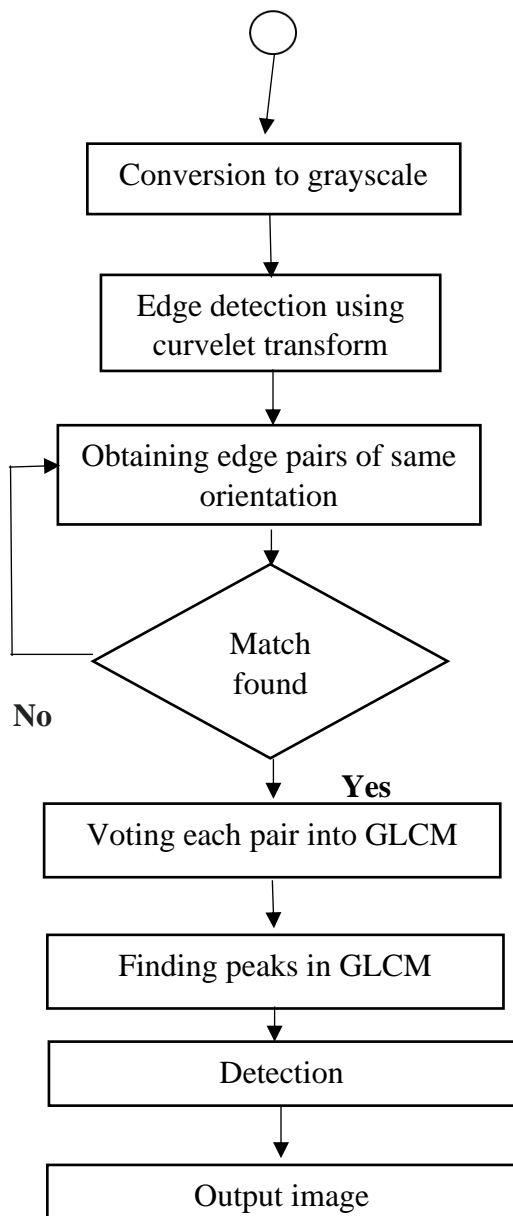 Conversion to grayscale
Edge detection using
curvelet transform
Obtaining edge pairs of same
orientation
Match
found
No
Yes
Voting each pair into GLCM
Finding peaks in GLCM
Detection
Output image